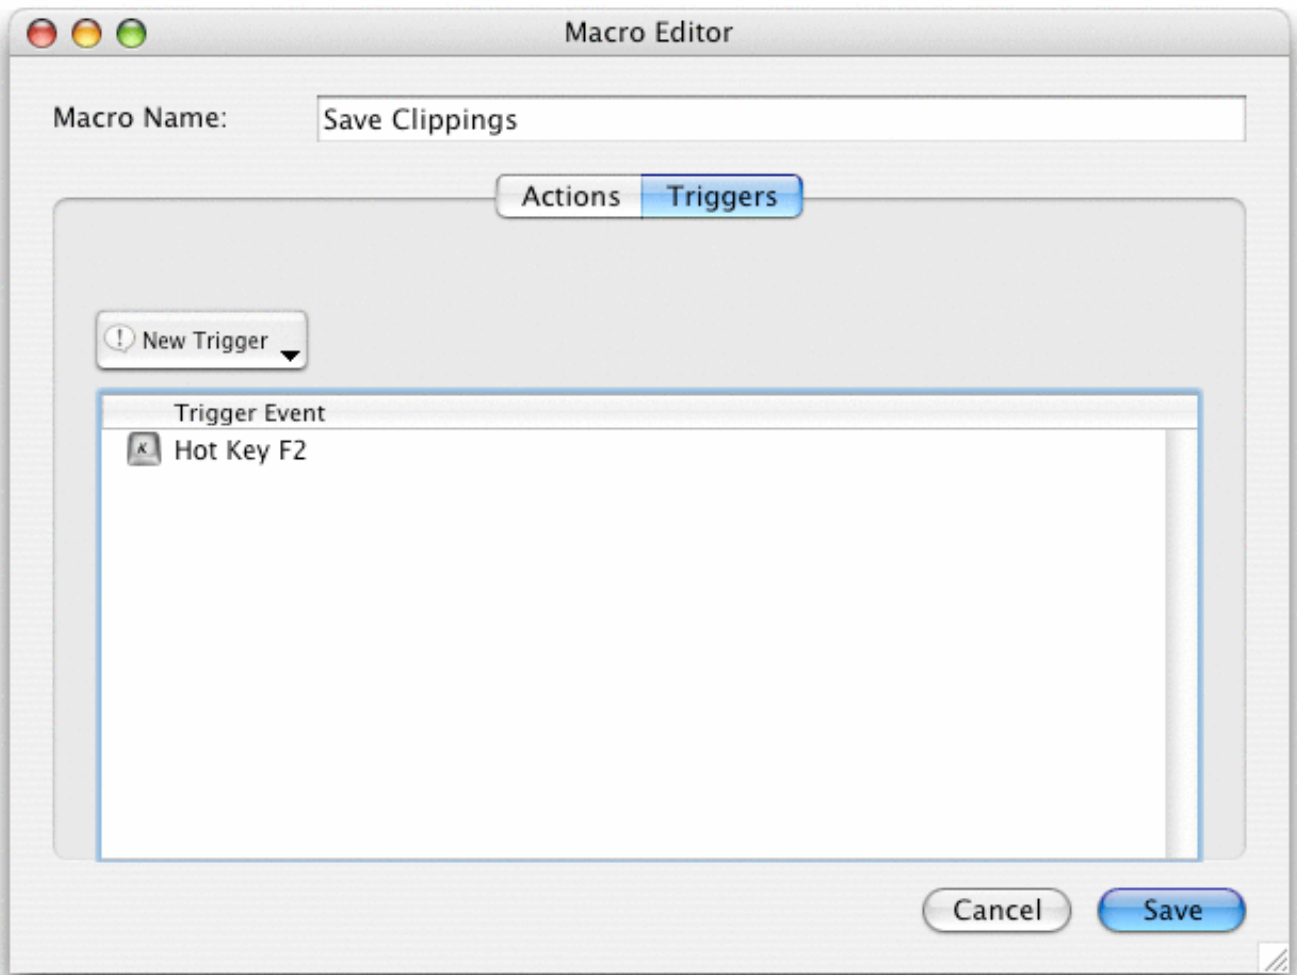 Macro Editor
Macro Name: Save Clippings
Actions Triggers
! New Trigger
Trigger Event
K Hot Key F2
Cancel Save